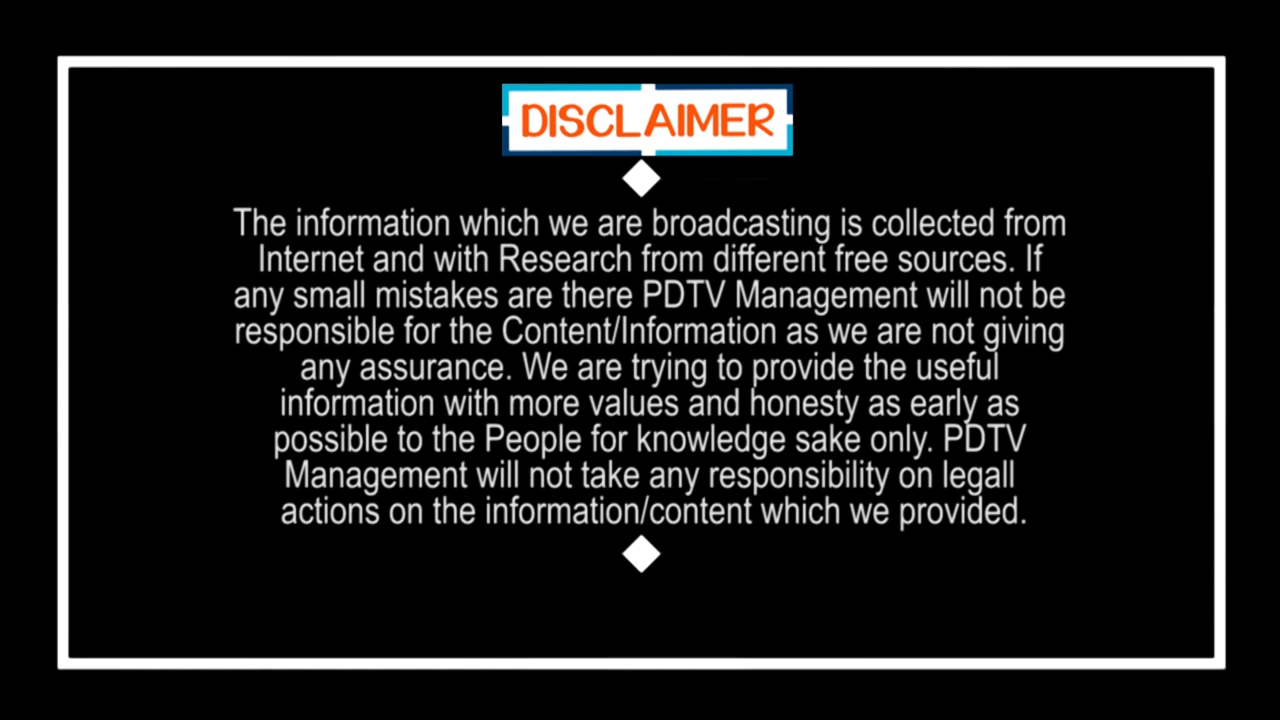 DISCLAIMER
The information which we are broadcasting is collected from
Internet and with Research from different free sources. If
any small mistakes are there PDTV Management will not be
responsible for the Content/Information as we are not giving
any assurance. We are trying to provide the useful
information with more values and honesty as early as
possible to the People for knowledge sake only. PDTV
Management will not take any responsibility on legall
actions on the information/content which we provided.